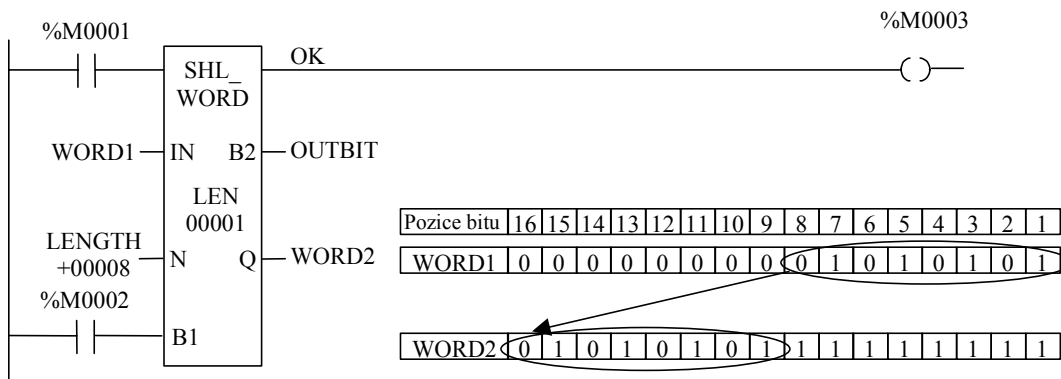 %M0001
%M0003
OK
SHL_
WORD
WORD1 IN B2 OUTBIT
LEN
00001
LENGTH
+00008 N Q WORD2
%M0002
B1
Pozice bitu 16 15 14 13 12 11 10 9 8 7 6 5 4 3 2 1
WORD1 0 0 0 0 0 0 0 0 0 1 0 1 0 1 0 1
WORD2 0 1 0 1 0 1 0 1 1 1 1 1 1 1 1 1